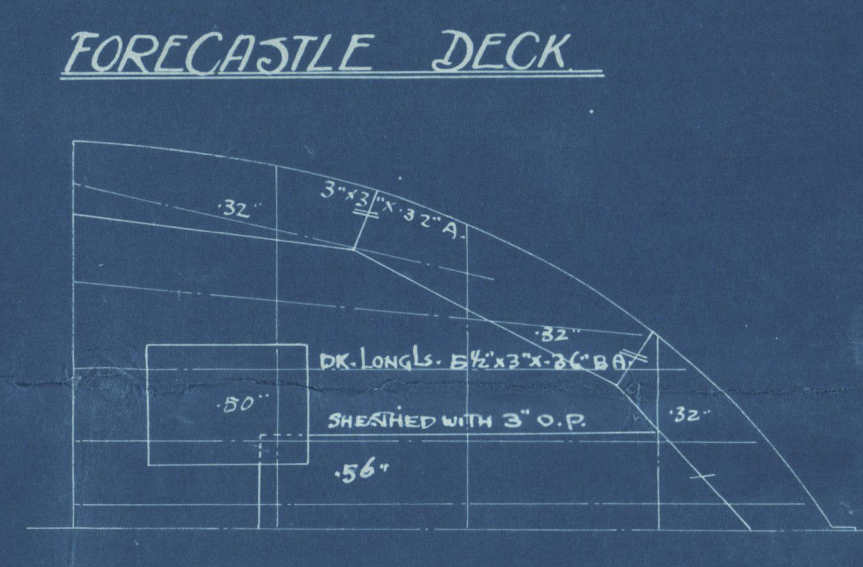 FORECASTLE DECK
.32"
3"x3"x.32" A.
.32"
DK. LONGLS. 5½"x3"x.36" BA.
.50"
SHEATHED WITH 3" O.P.
.32"
.56"